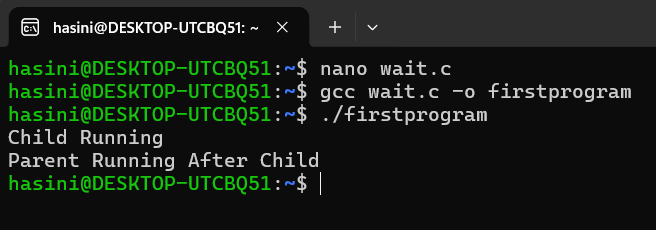 hasini@DESKTOP-UTCBQ51: ~
hasini@DESKTOP-UTCBQ51:~$ nano wait.c
hasini@DESKTOP-UTCBQ51:~$ gcc wait.c -o firstprogram
hasini@DESKTOP-UTCBQ51:~$ ./firstprogram
Child Running
Parent Running After Child
hasini@DESKTOP-UTCBQ51:~$